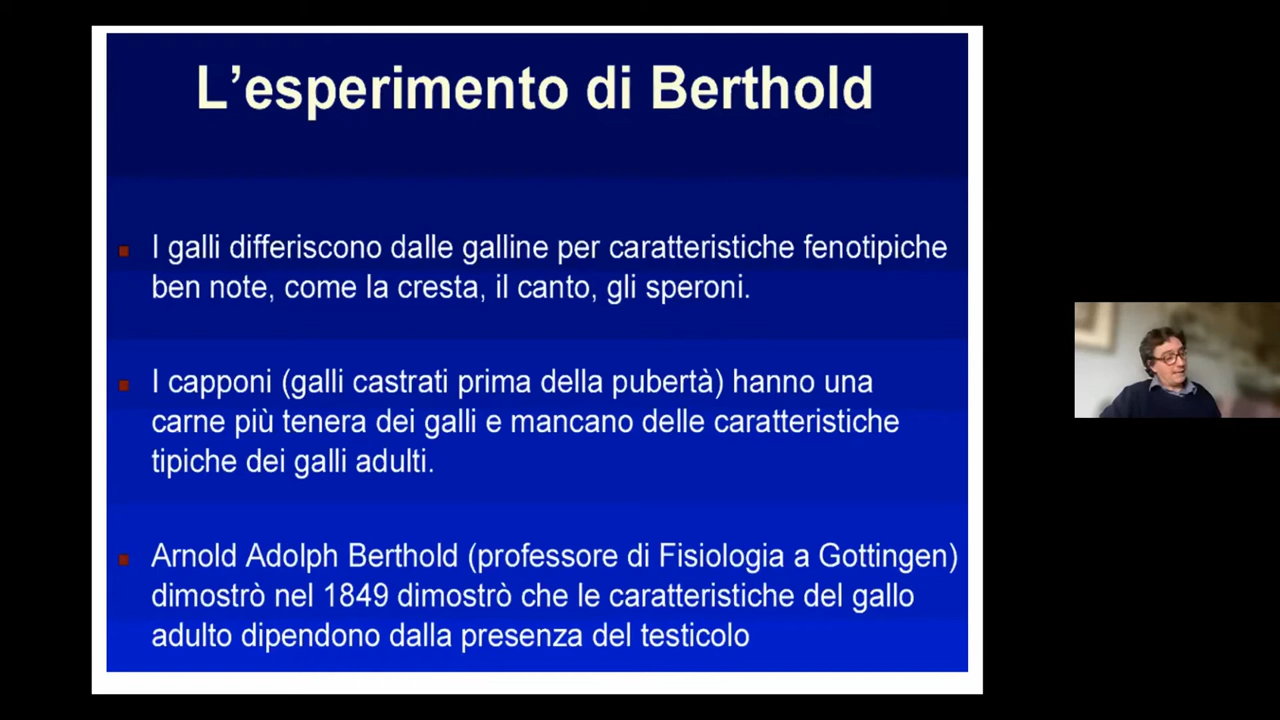 L'esperimento di Berthold
I galli differiscono dalle galline per caratteristiche fenotipiche
ben note, come la cresta, il canto, gli speroni.
I capponi (galli castrati prima della pubertà) hanno una
carne più tenera dei galli e mancano delle caratteristiche
tipiche dei galli adulti.
Arnold Adolph Berthold (professore di Fisiologia a Gottingen)
dimostrò nel 1849 dimostrò che le caratteristiche del gallo
adulto dipendono dalla presenza del testicolo